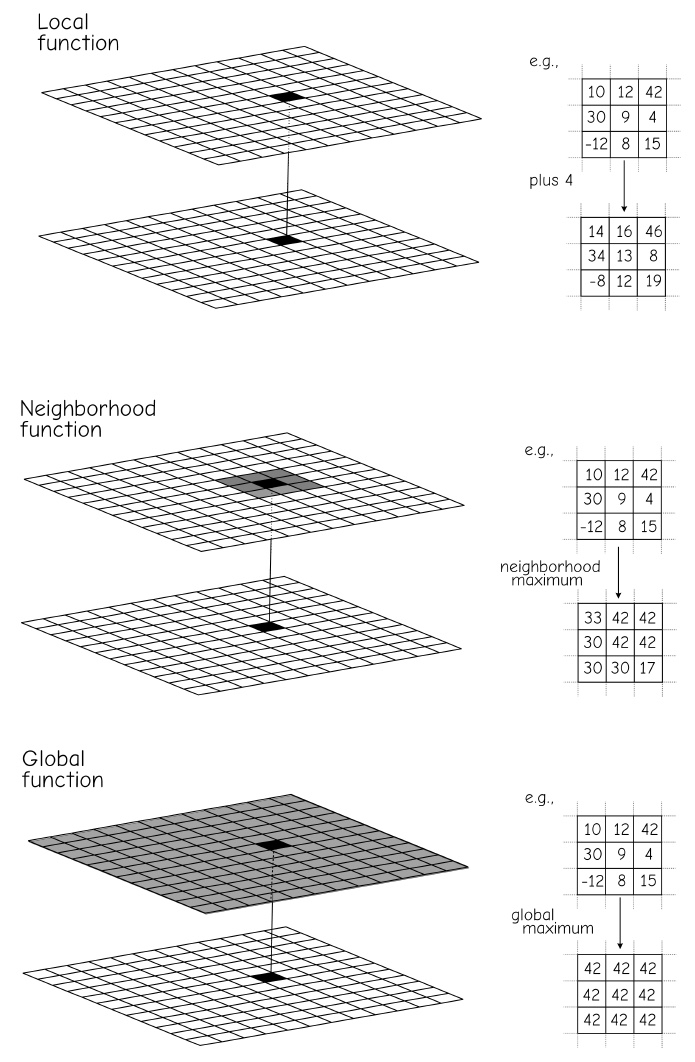 Local
function
e.g.,
10 12 42
30 9 4
-12 8 15
plus 4
14 16 46
34 13 8
-8 12 19
Neighborhood
function
e.g.,
10 12 42
30 9 4
-12 8 15
neighborhood
maximum
33 42 42
30 42 42
30 30 17
Global
function
e.g.,
10 12 42
30 9 4
-12 8 15
global
maximum
42 42 42
42 42 42
42 42 42